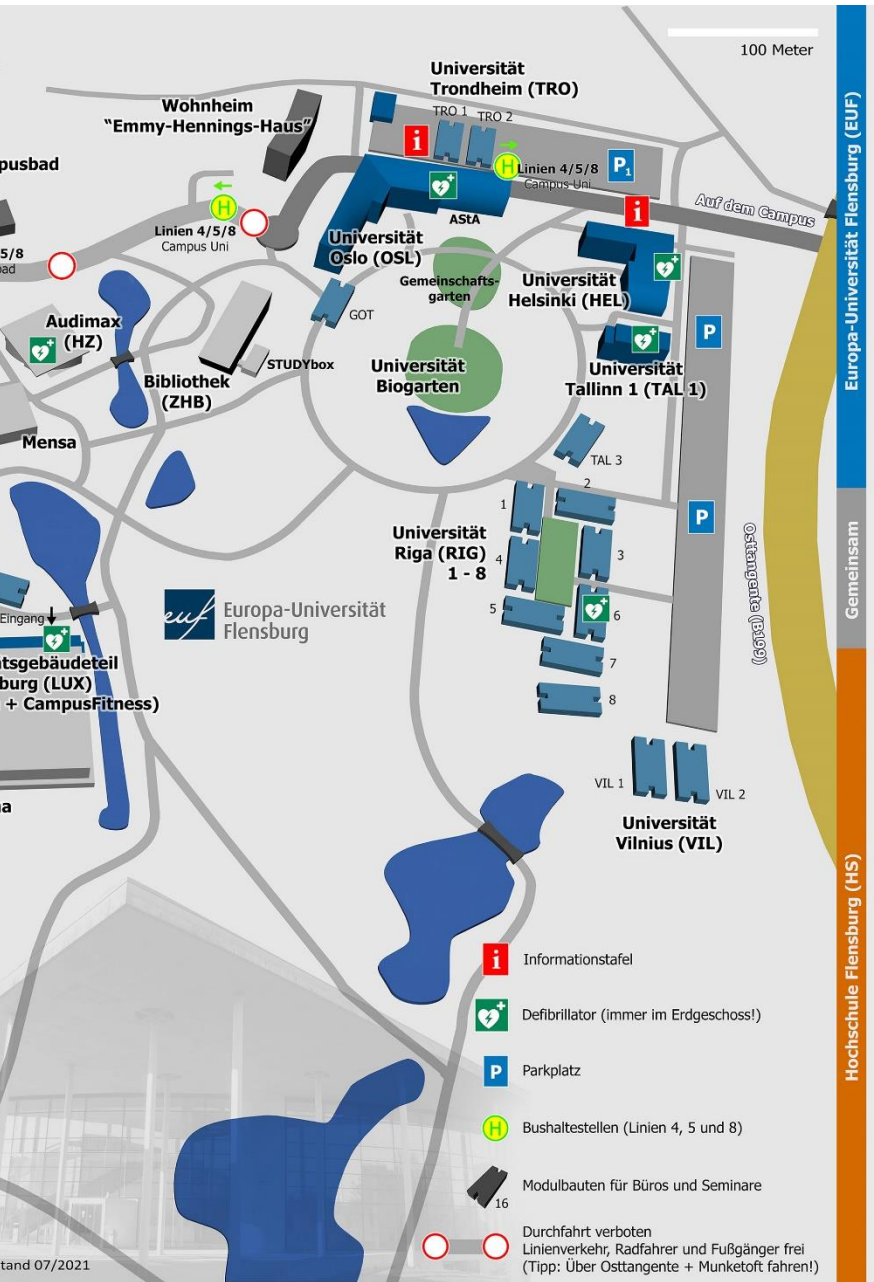 100 Meter
Universität
Trondheim (TRO)
TRO 1
TRO 2
Wohnheim
"Emmy-Hennings-Haus"
i
H
Linien 4/5/8
Campus Uni
P1
pusbad
H
Linien 4/5/8
Campus Uni
AStA
i
Auf dem Campus
5/8
bad
Universität
Oslo (OSL)
Gemeinschafts-
garten
Universität
Helsinki (HEL)
GOT
Audimax
(HZ)
P
Bibliothek
(ZHB)
STUDYbox
Universität
Biogarten
Universität
Tallinn 1 (TAL 1)
Mensa
TAL 3
1
2
P
Universität
Riga (RIG)
1 - 8
4
3
5
6
7
8
Osttangente (B199)
euf
Europa-Universität
Flensburg
Eingang
tsgebäudeteil
burg (LUX)
+ CampusFitness)
na
VIL 1
VIL 2
Universität
Vilnius (VIL)
i Informationstafel
Defibrillator (immer im Erdgeschoss!)
P Parkplatz
H Bushaltestellen (Linien 4, 5 und 8)
16
Modulbauten für Büros und Seminare
Durchfahrt verboten
Linienverkehr, Radfahrer und Fußgänger frei
(Tipp: Über Osttangente + Munketoft fahren!)
tand 07/2021
Europa-Universität Flensburg (EUF)
Gemeinsam
Hochschule Flensburg (HS)